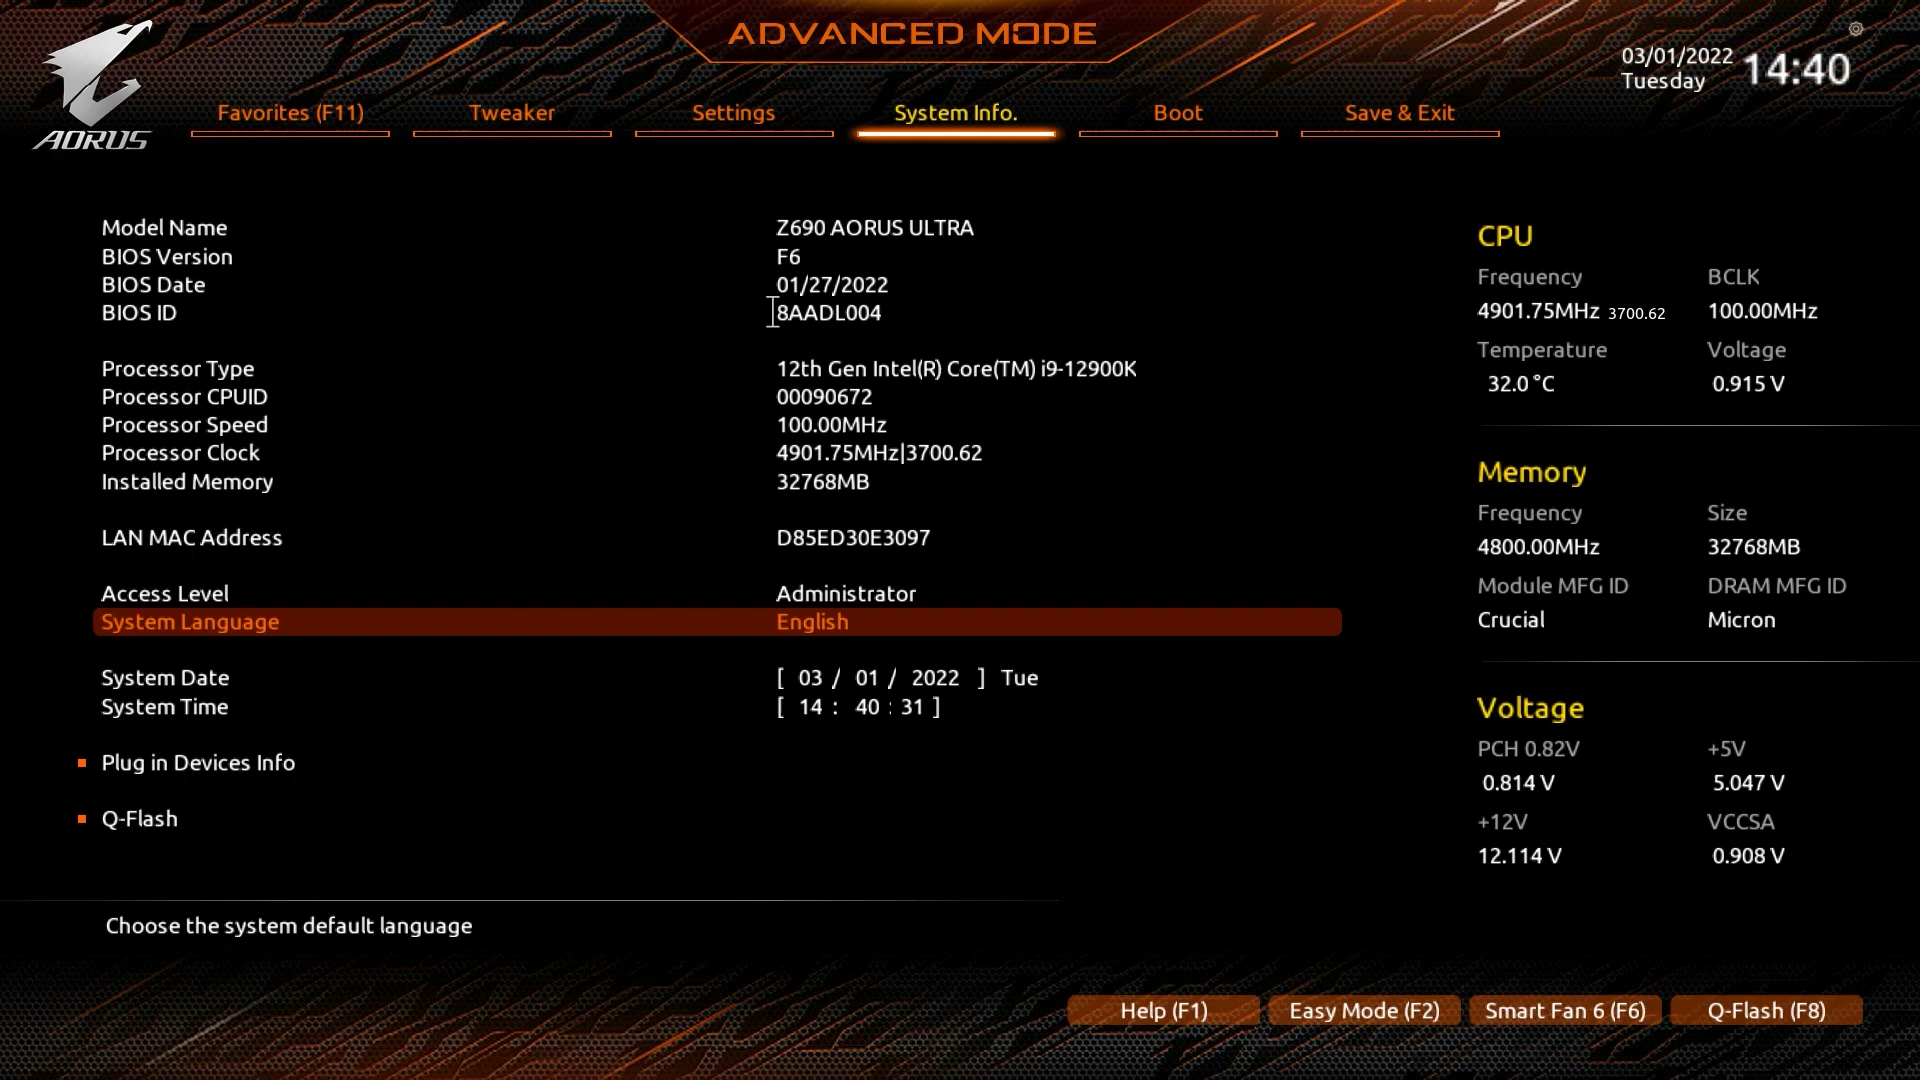 ADVANCED MODE
03/01/2022
Tuesday
14:40
AORUS
Favorites (F11) Tweaker Settings System Info. Boot Save & Exit
Model Name Z690 AORUS ULTRA
BIOS Version F6
BIOS Date 01/27/2022
BIOS ID 8AADL004
Processor Type 12th Gen Intel(R) Core(TM) i9-12900K
Processor CPUID 00090672
Processor Speed 100.00MHz
Processor Clock 4901.75MHz|3700.62
Installed Memory 32768MB
LAN MAC Address D85ED30E3097
Access Level Administrator
System Language English
System Date [ 03 / 01 / 2022 ] Tue
System Time [ 14 : 40 : 31 ]
Plug in Devices Info
Q-Flash
Choose the system default language
CPU
Frequency BCLK
4901.75MHz 3700.62 100.00MHz
Temperature Voltage
32.0 °C 0.915 V
Memory
Frequency Size
4800.00MHz 32768MB
Module MFG ID DRAM MFG ID
Crucial Micron
Voltage
PCH 0.82V +5V
0.814 V 5.047 V
+12V VCCSA
12.114 V 0.908 V
Help (F1) Easy Mode (F2) Smart Fan 6 (F6) Q-Flash (F8)